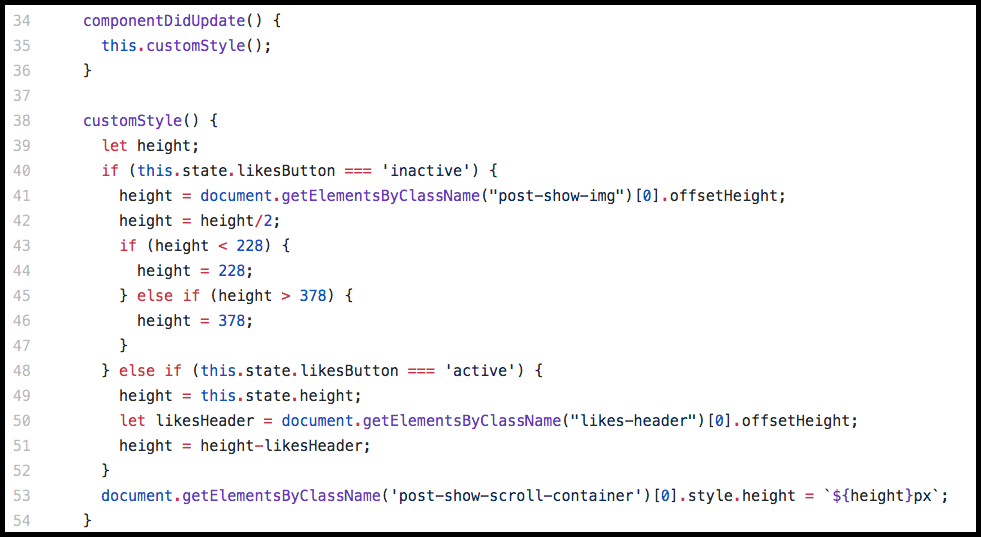 34 componentDidUpdate() {
35 this.customStyle();
36 }
37
38 customStyle() {
39 let height;
40 if (this.state.likesButton === 'inactive') {
41 height = document.getElementsByClassName("post-show-img")[0].offsetHeight;
42 height = height/2;
43 if (height < 228) {
44 height = 228;
45 } else if (height > 378) {
46 height = 378;
47 }
48 } else if (this.state.likesButton === 'active') {
49 height = this.state.height;
50 let likesHeader = document.getElementsByClassName("likes-header")[0].offsetHeight;
51 height = height-likesHeader;
52 }
53 document.getElementsByClassName('post-show-scroll-container')[0].style.height = `${height}px`;
54 }